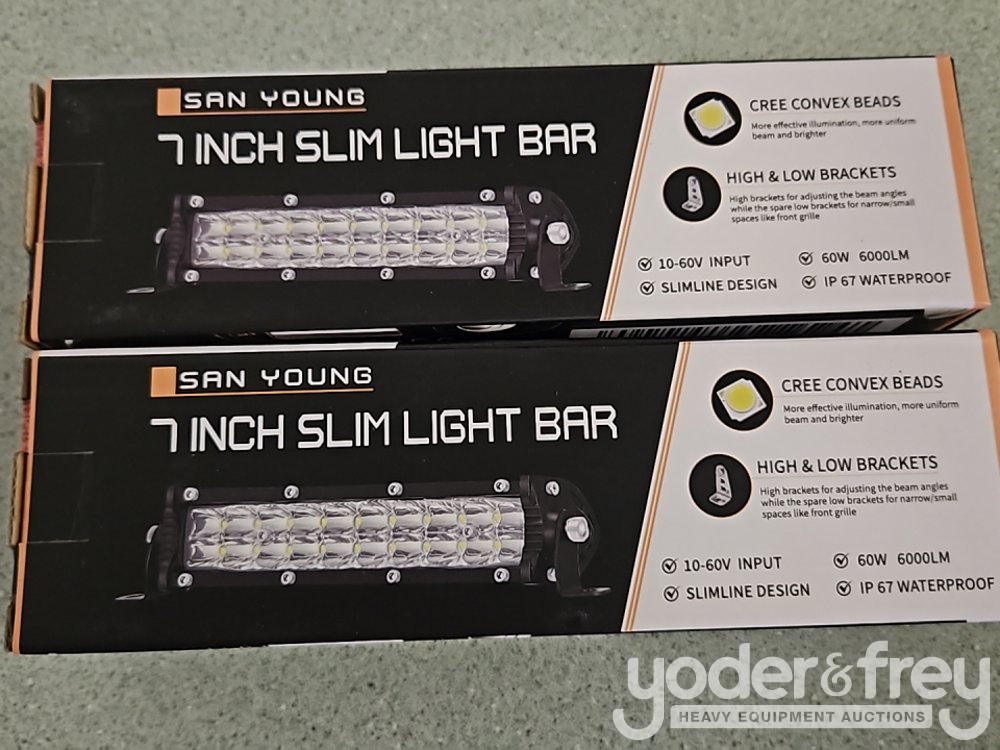 SAN YOUNG
7 INCH SLIM LIGHT BAR
CREE CONVEX BEADS
More effective illumination, more uniform
beam and brighter
HIGH & LOW BRACKETS
High brackets for adjusting the beam angles
while the spare low brackets for narrow/small
spaces like front grille
10-60V INPUT
60W 6000LM
SLIMLINE DESIGN
IP 67 WATERPROOF
SAN YOUNG
7 INCH SLIM LIGHT BAR
CREE CONVEX BEADS
More effective illumination, more uniform
beam and brighter
HIGH & LOW BRACKETS
High brackets for adjusting the beam angles
while the spare low brackets for narrow/small
spaces like front grille
10-60V INPUT
60W 6000LM
SLIMLINE DESIGN
IP 67 WATERPROOF
yoder&frey
HEAVY EQUIPMENT AUCTIONS